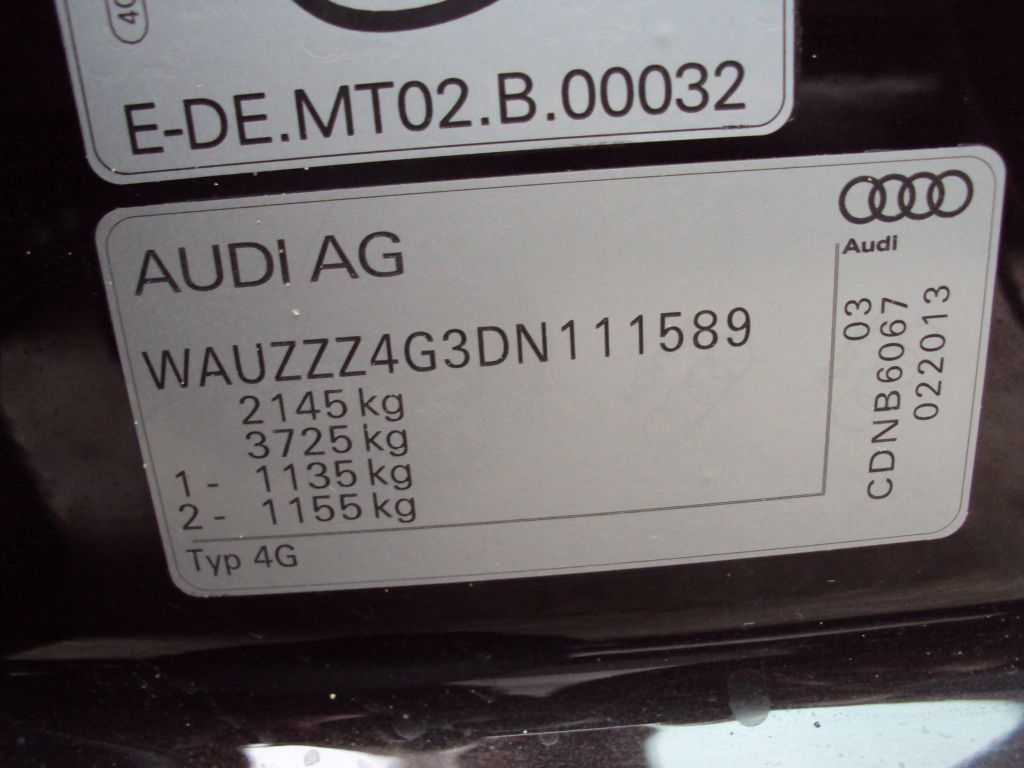 4G
E-DE.MT02.B.00032
AUDI AG
Audi
WAUZZZ4G3DN111589
2145 kg
3725 kg
1 - 1135 kg
2 - 1155 kg
Typ 4G
03
CDNB6067
022013